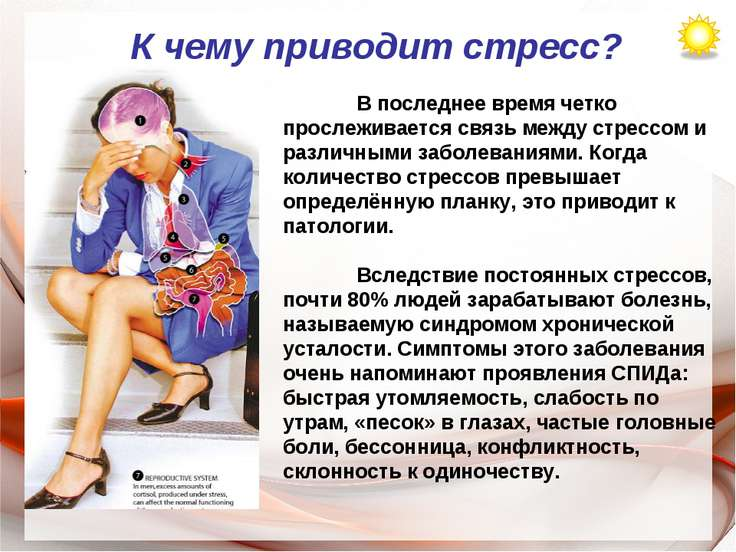 К чему приводит стресс?
В последнее время четко
прослеживается связь между стрессом и
различными заболеваниями. Когда
количество стрессов превышает
определённую планку, это приводит к
патологии.
Вследствие постоянных стрессов,
почти 80% людей зарабатывают болезнь,
называемую синдромом хронической
усталости. Симптомы этого заболевания
очень напоминают проявления СПИДа:
быстрая утомляемость, слабость по
утрам, «песок» в глазах, частые головные
боли, бессонница, конфликтность,
склонность к одиночеству.
1
2
3
4
5
5
6
7
7 REPRODUCTIVE SYSTEM
In men, excess amounts of
cortisol, produced under stress,
can affect the normal functioning